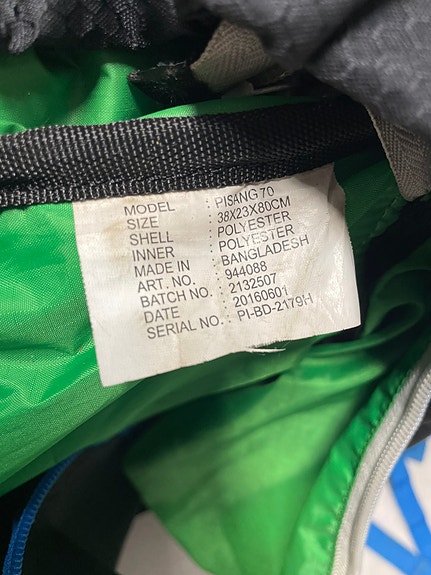 MODEL : PISANG 70
SIZE : 38X23X80CM
SHELL : POLYESTER
INNER : POLYESTER
MADE IN : BANGLADESH
ART. NO. : 944088
BATCH NO. : 2132507
DATE : 20160601
SERIAL NO. : PI-BD-2179H